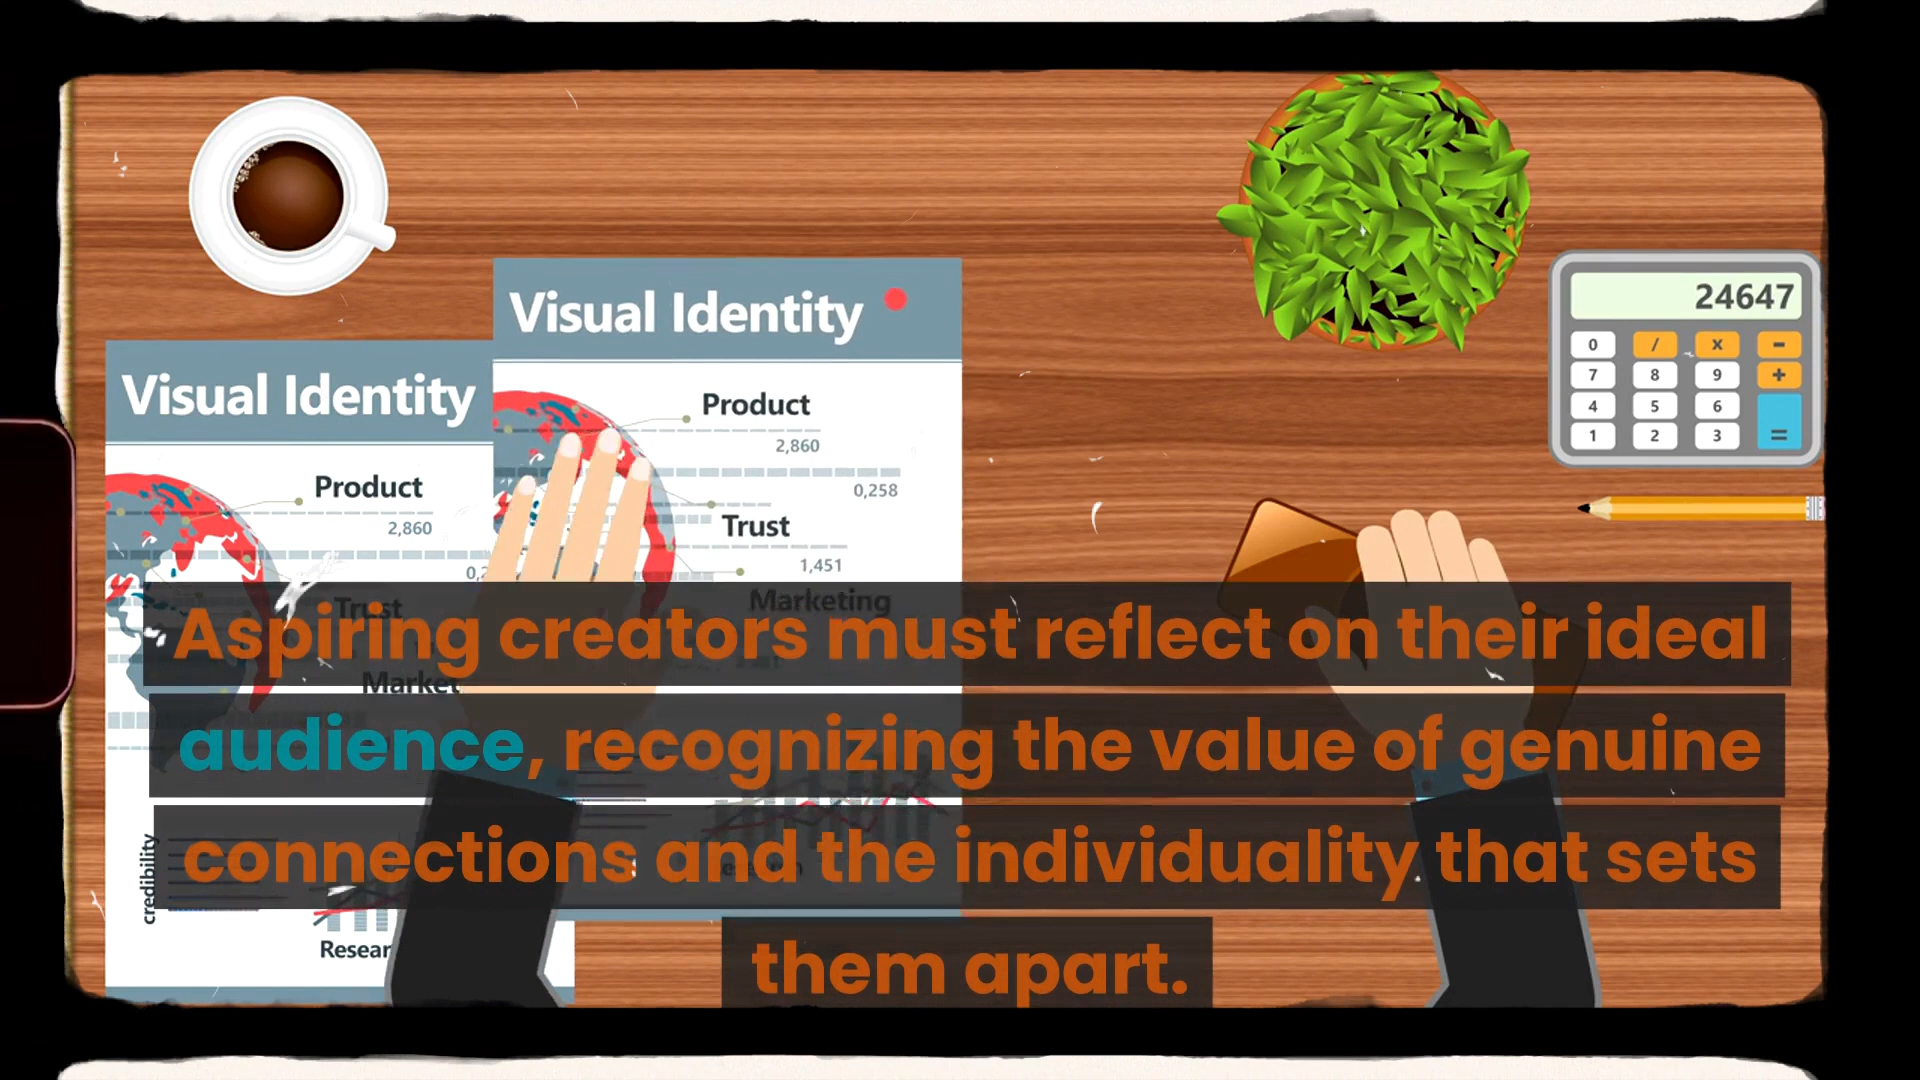 Visual Identity
Product
2,860
0,258
Trust
1,451
Marketing
Visual Identity
Product
2,860
Trust
credibility
24647
0 / x -
7 8 9 +
4 5 6
1 2 3 =
Aspiring creators must reflect on their ideal
audience, recognizing the value of genuine
connections and the individuality that sets
them apart.